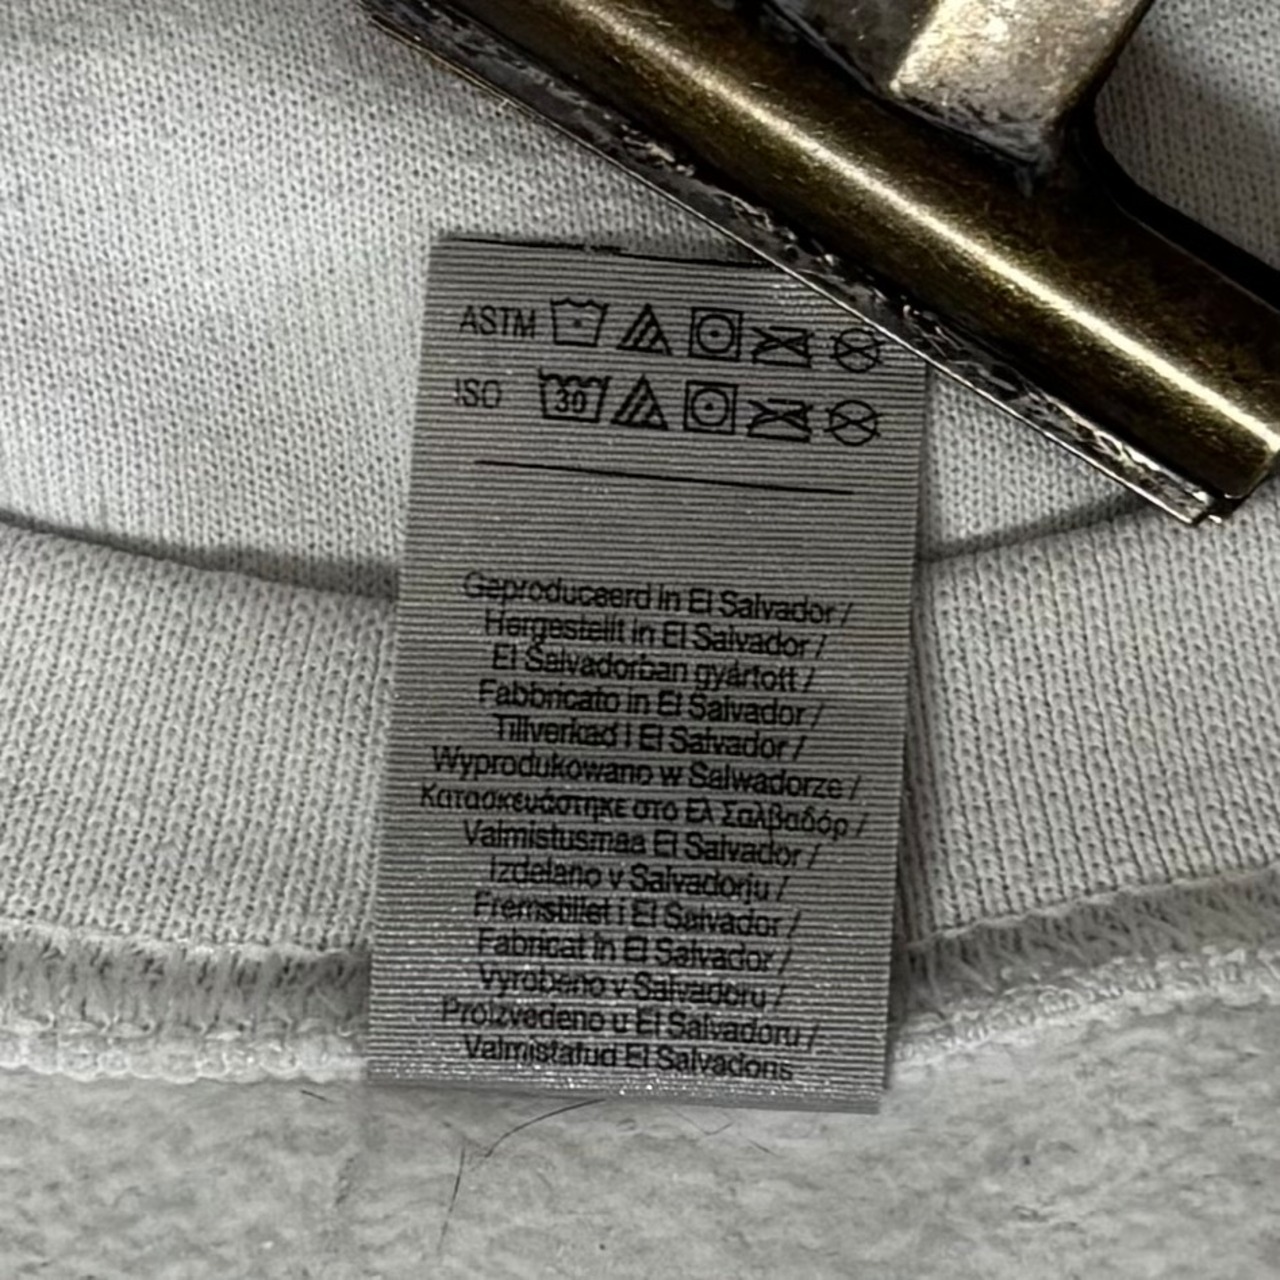 ASTM
ISO 30
Geproduceerd in El Salvador /
Hergestellt in El Salvador /
El Salvadorban gyártott /
Fabbricato in El Salvador /
Tillverkad i El Salvador /
Wyprodukowano w Salwadorze /
Κατασκευάστηκε στο Ελ Σαλβαδόρ /
Valmistusmaa El Salvador /
Izdelano v Salvadorju /
Fremstillet i El Salvador /
Fabricat în El Salvador /
Vyrobeno v Salvadoru /
Proizvedeno u El Salvadoru /
Valmistatud El Salvadoris